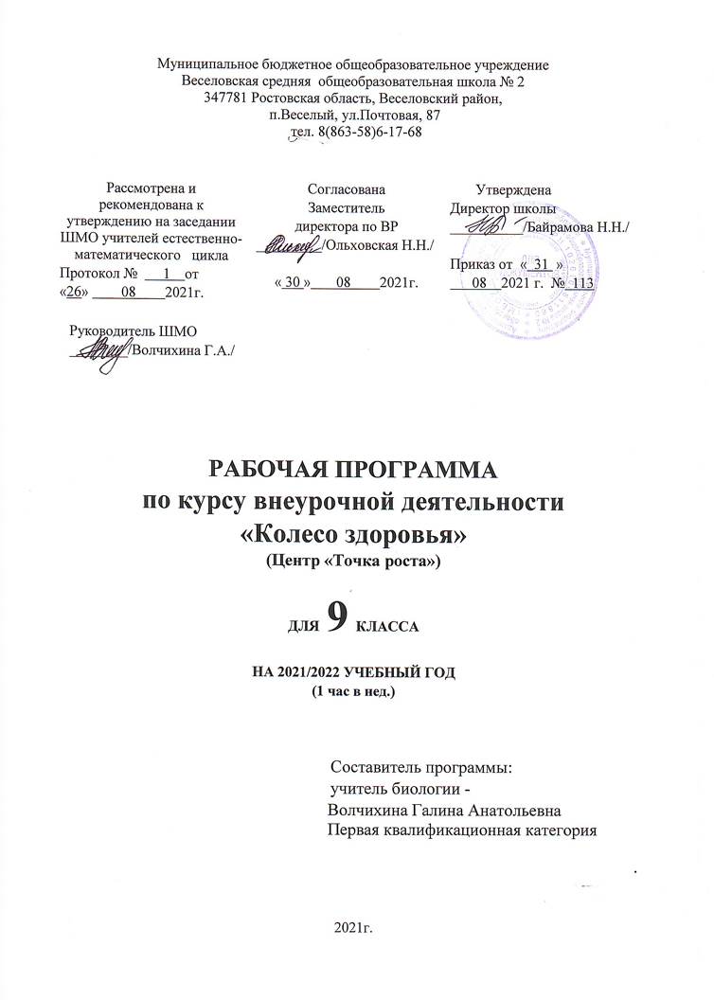 Муниципальное бюджетное общеобразовательное учреждение
Веселовская средняя общеобразовательная школа № 2
347781 Ростовская область, Веселовский район,
п.Веселый, ул.Почтовая, 87
тел. 8(863-58)6-17-68
Рассмотрена и
рекомендована к
утверждению на заседании
ШМО учителей естественно-
математического цикла
Протокол № 1 от
«26» 08 2021г.
Руководитель ШМО
/Волчихина Г.А./
Согласована
Заместитель
директора по ВР
/Ольховская Н.Н./
« 30 » 08 2021г.
Утверждена
Директор школы
/Байрамова Н.Н./
Приказ от « 31 »
08 2021 г. № 113
РАБОЧАЯ ПРОГРАММА
по курсу внеурочной деятельности
«Колесо здоровья»
(Центр «Точка роста»)
ДЛЯ 9 КЛАССА
НА 2021/2022 УЧЕБНЫЙ ГОД
(1 час в нед.)
Составитель программы:
учитель биологии -
Волчихина Галина Анатольевна
Первая квалификационная категория
2021г.